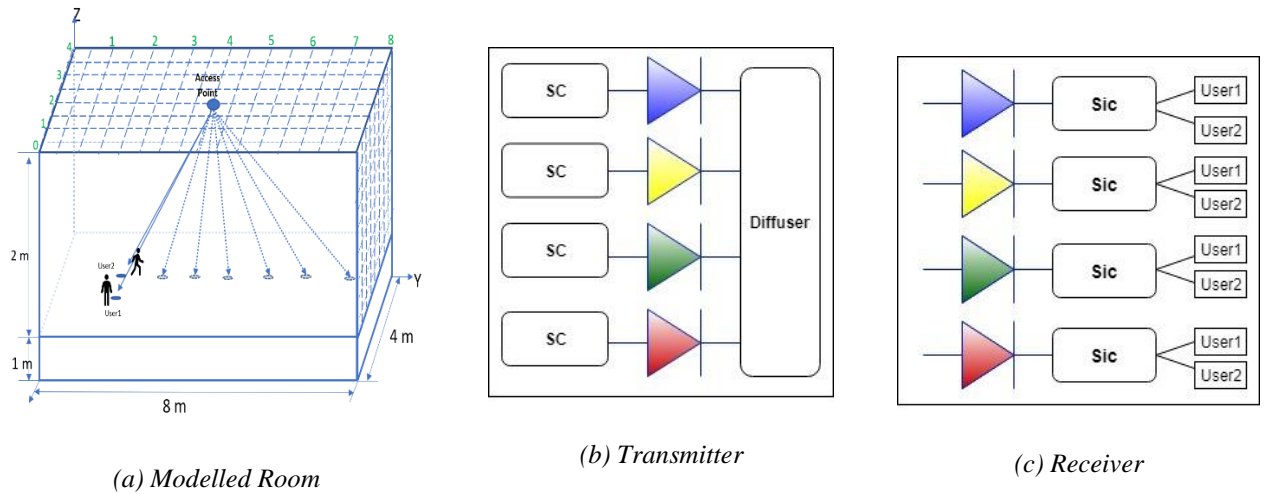 Z
1 2 3 4 5 6 7 8
4
3
2
1
0
Access
Point
2 m
1 m
8 m
4 m
Y
User2
User1
(a) Modelled Room
SC
SC
SC
SC
Diffuser
(b) Transmitter
Sic
User1
User2
Sic
User1
User2
Sic
User1
User2
Sic
User1
User2
(c) Receiver